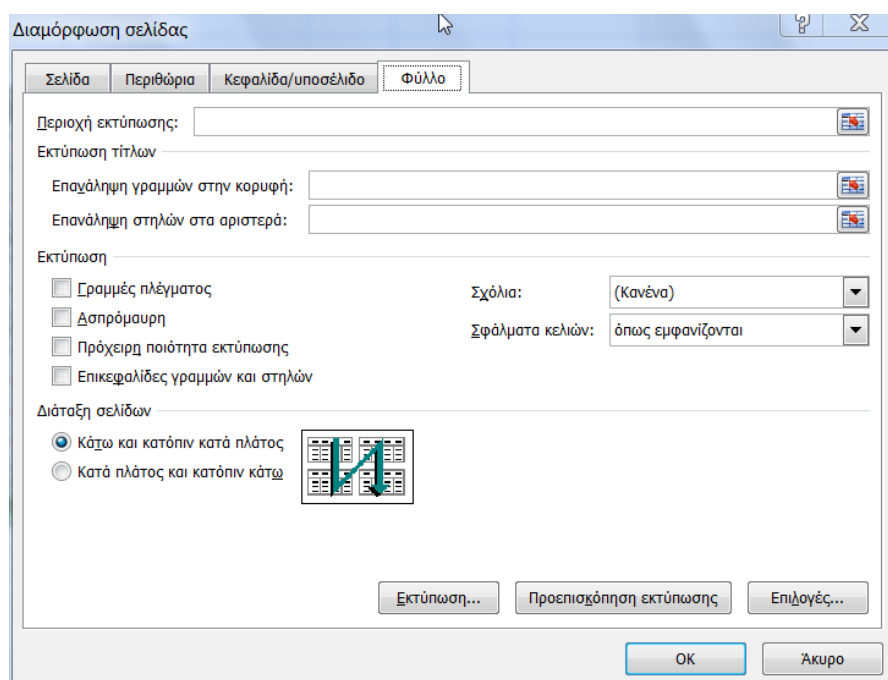 Διαμόρφωση σελίδας
Σελίδα Περιθώρια Κεφαλίδα/υποσέλιδο Φύλλο
Περιοχή εκτύπωσης:
Εκτύπωση τίτλων
Επανάληψη γραμμών στην κορυφή:
Επανάληψη στηλών στα αριστερά:
Εκτύπωση
Γραμμές πλέγματος Σχόλια: (Κανένα)
Ασπρόμαυρη Σφάλματα κελιών: όπως εμφανίζονται
Πρόχειρη ποιότητα εκτύπωσης
Επικεφαλίδες γραμμών και στηλών
Διάταξη σελίδων
Κάτω και κατόπιν κατά πλάτος
Κατά πλάτος και κατόπιν κάτω
Εκτύπωση... Προεπισκόπηση εκτύπωσης Επιλογές...
OK Άκυρο